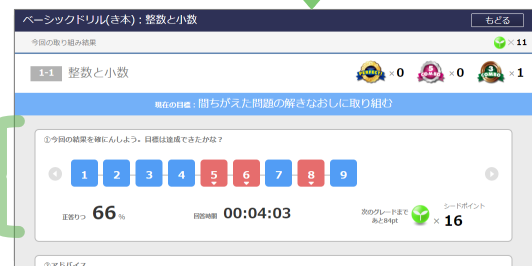 ベーシックドリル(き本)：整数と小数
もどる
今回の取り組み結果
×11
1-1 整数と小数
PERFECT ×0 5 COMBO ×0 3 COMBO ×1
現在の目標：間ちがえた問題の解きなおしに取り組む
①今回の結果を確にんしよう。目標は達成できたかな？
1 2 3 4 5 6 7 8 9
正答りつ 66%
回答時間 00:04:03
次のグレードまで
あと84pt
シードポイント
× 16
②アドバイス